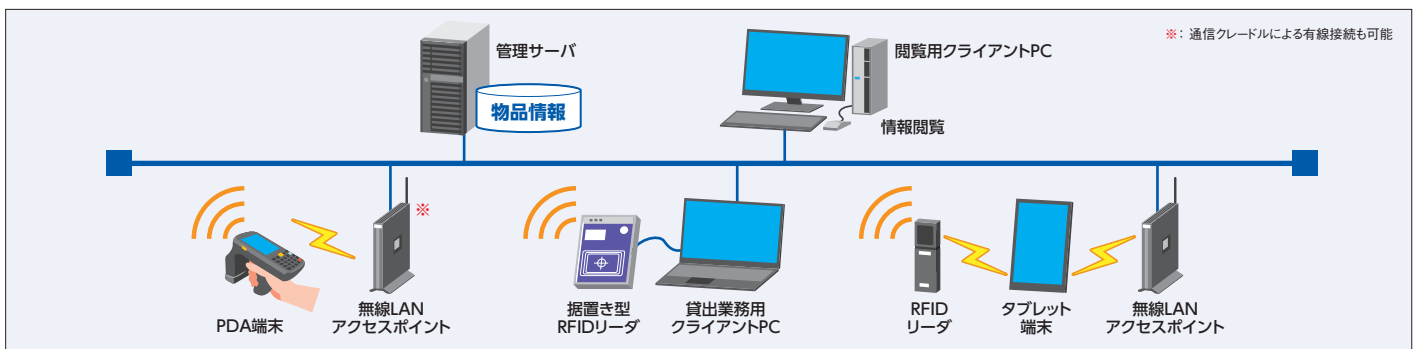 ※：通信クレードルによる有線接続も可能
管理サーバ
物品情報
閲覧用クライアントPC
情報閲覧
※
PDA端末
無線LAN
アクセスポイント
据置き型
RFIDリーダ
貸出業務用
クライアントPC
RFID
リーダ
タブレット
端末
無線LAN
アクセスポイント